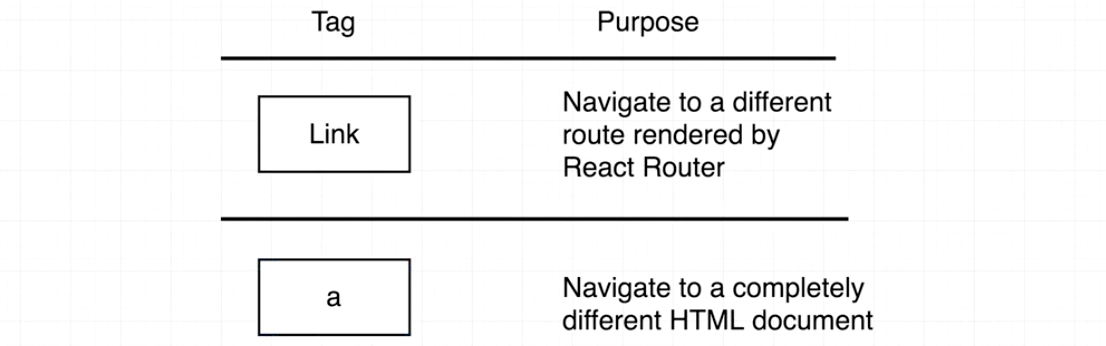 Tag Purpose
Link
Navigate to a different
route rendered by
React Router
a
Navigate to a completely
different HTML document